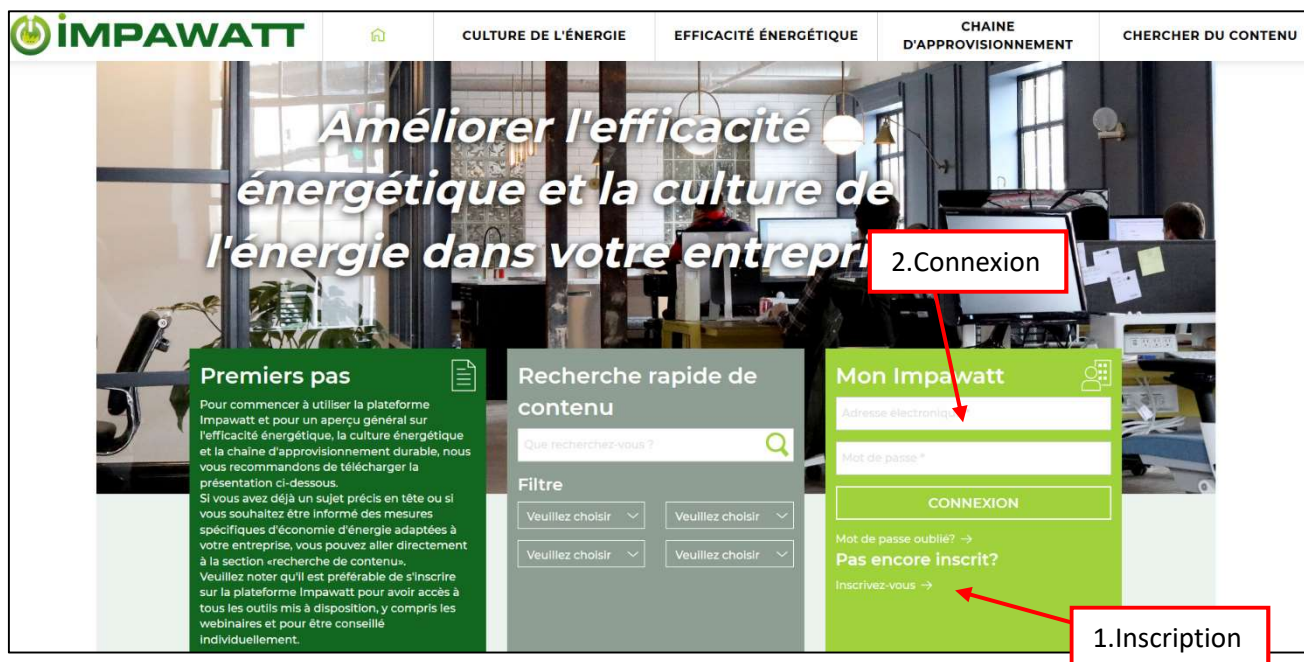 İMPAWATT
CULTURE DE L'ÉNERGIE
EFFICACITÉ ÉNERGÉTIQUE
CHAINE
D'APPROVISIONNEMENT
CHERCHER DU CONTENU
Améliorer l'efficacité
énergétique et la culture de
l'énergie dans votre entrepri
2.Connexion
Premiers pas
Pour commencer à utiliser la plateforme
Impawatt et pour un aperçu général sur
l'efficacité énergétique, la culture énergétique
et la chaîne d'approvisionnement durable, nous
vous recommandons de télécharger la
présentation ci-dessous.
Si vous avez déjà un sujet précis en tête ou si
vous souhaitez être informé des mesures
spécifiques d'économie d'énergie adaptées à
votre entreprise, vous pouvez aller directement
à la section «recherche de contenu».
Veuillez noter qu'il est préférable de s'inscrire
sur la plateforme Impawatt pour avoir accès à
tous les outils mis à disposition, y compris les
webinaires et pour être conseillé
individuellement.
Recherche rapide de
contenu
Que recherchez-vous ?
Filtre
Veuillez choisir
Veuillez choisir
Veuillez choisir
Veuillez choisir
Mon Impawatt
Adresse électroniqu
Mot de passe *
CONNEXION
Mot de passe oublié? →
Pas encore inscrit?
Inscrivez-vous →
1.Inscription